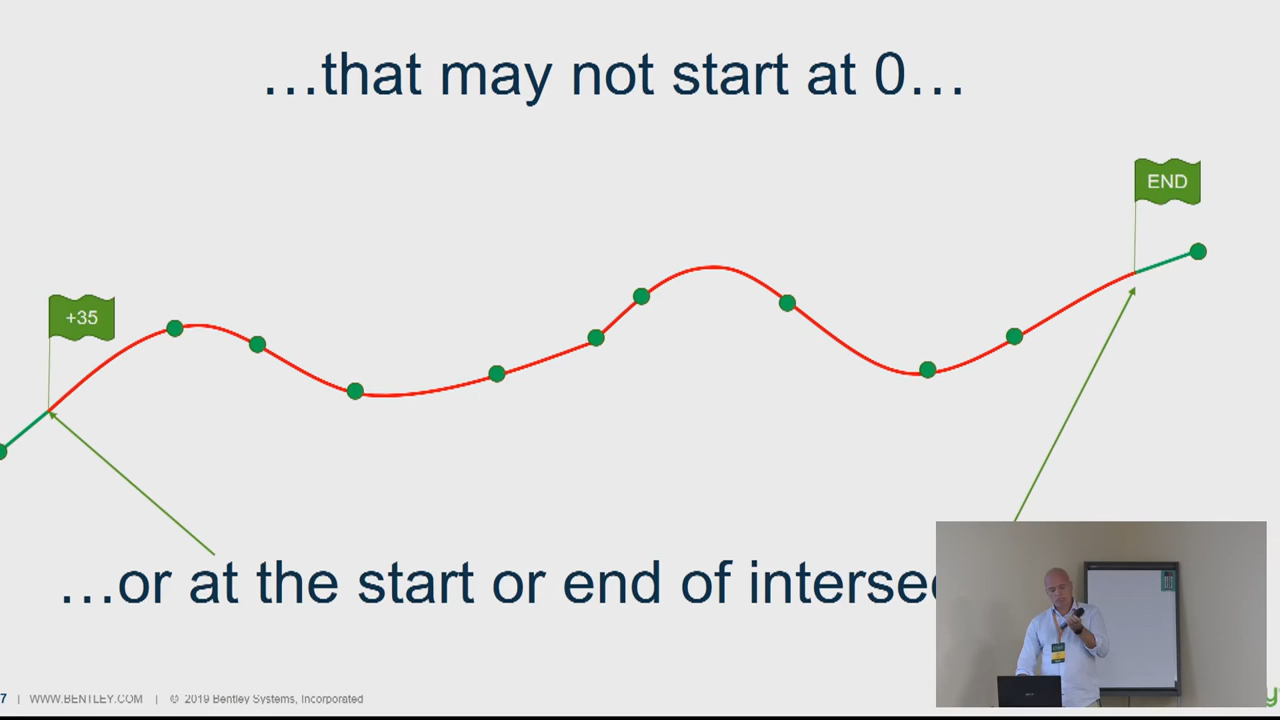 …that may not start at 0…
END
+35
…or at the start or end of
7 | WWW.BENTLEY.COM | © 2019 Bentley Systems, Incorporated